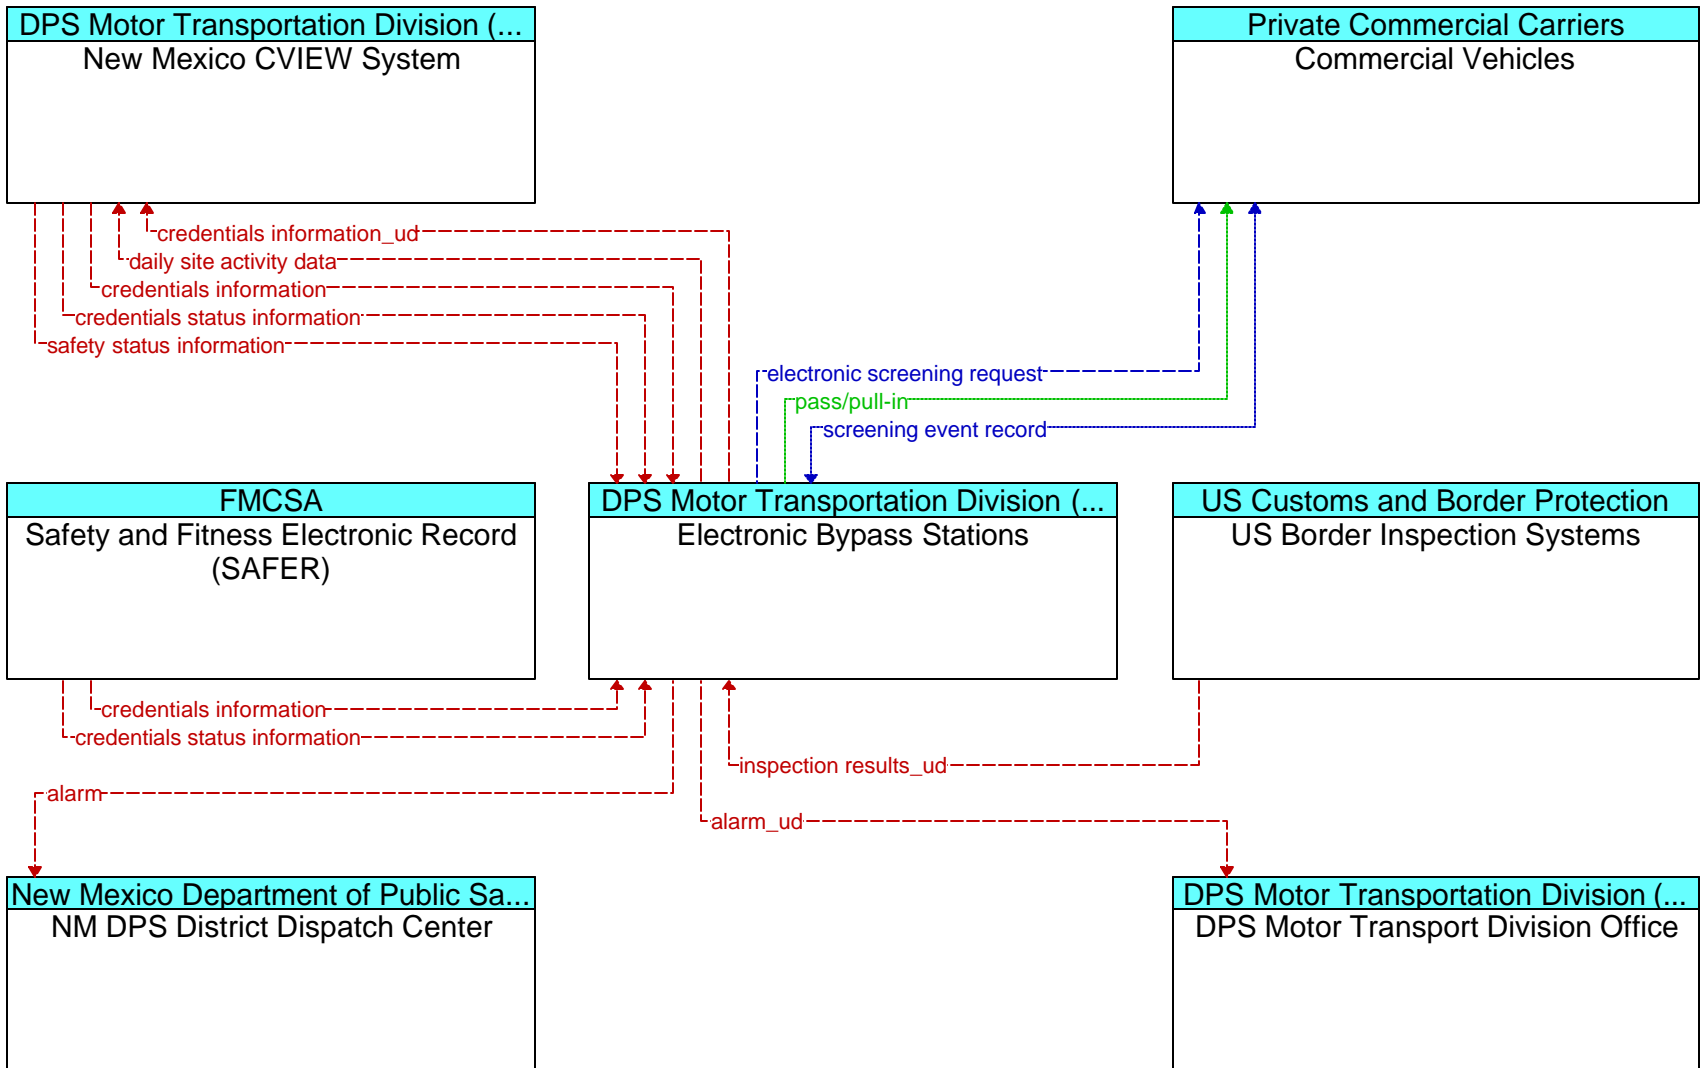 DPS Motor Transportation Division (...
New Mexico CVIEW System
Private Commercial Carriers
Commercial Vehicles
credentials information_ud
daily site activity data
credentials information
credentials status information
safety status information
electronic screening request
pass/pull-in
screening event record
FMCSA
Safety and Fitness Electronic Record
(SAFER)
DPS Motor Transportation Division (...
Electronic Bypass Stations
US Customs and Border Protection
US Border Inspection Systems
credentials information
credentials status information
inspection results_ud
alarm
alarm_ud
New Mexico Department of Public Sa...
NM DPS District Dispatch Center
DPS Motor Transportation Division (...
DPS Motor Transport Division Office